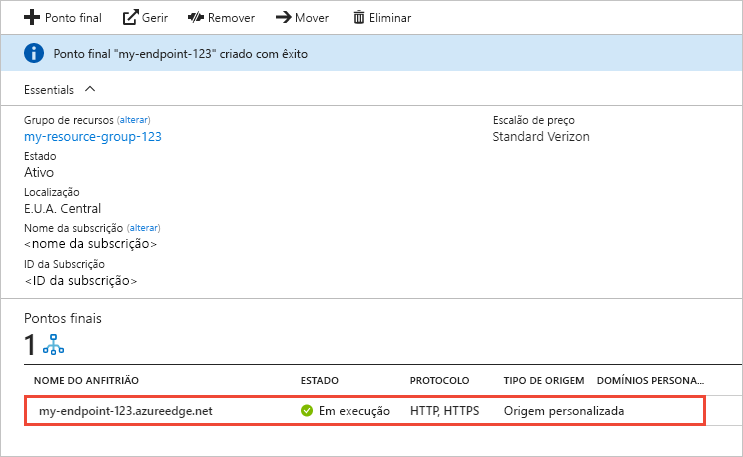 Ponto final Gerir Remover Mover Eliminar
Ponto final "my-endpoint-123" criado com êxito
Essentials
Grupo de recursos (alterar) Escalão de preço
my-resource-group-123 Standard Verizon
Estado
Ativo
Localização
E.U.A. Central
Nome da subscrição (alterar)
<nome da subscrição>
ID da Subscrição
<ID da subscrição>
Pontos finais
1
NOME DO ANFITRIÃO ESTADO PROTOCOLO TIPO DE ORIGEM DOMÍNIOS PERSONA...
my-endpoint-123.azureedge.net Em execução HTTP, HTTPS Origem personalizada